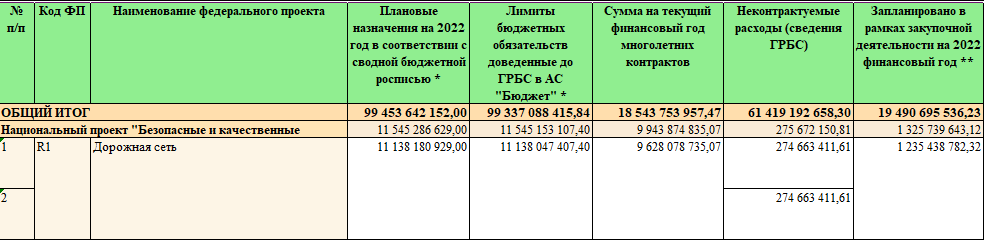 № п/п
Код ФП
Наименование федерального проекта
Плановые
назначения на 2022
год в соответствии с
сводной бюджетной
росписью *
Лимиты
бюджетных
обязательств
доведенные до
ГРБС в АС
"Бюджет" *
Сумма на текущий
финансовый год
многолетних
контрактов
Неконтрактуемые
расходы (сведения
ГРБС)
Запланировано в
рамках закупочной
деятельности на 2022
финансовый год **
ОБЩИЙ ИТОГ 99 453 642 152,00 99 337 088 415,84 18 543 753 957,47 61 419 192 658,30 19 490 695 536,23
Национальный проект "Безопасные и качественные 11 545 286 629,00 11 545 153 107,40 9 943 874 835,07 275 672 150,81 1 325 739 643,12
1 R1 Дорожная сеть 11 138 180 929,00 11 138 047 407,40 9 628 078 735,07 274 663 411,61 1 235 438 782,32
2 274 663 411,61